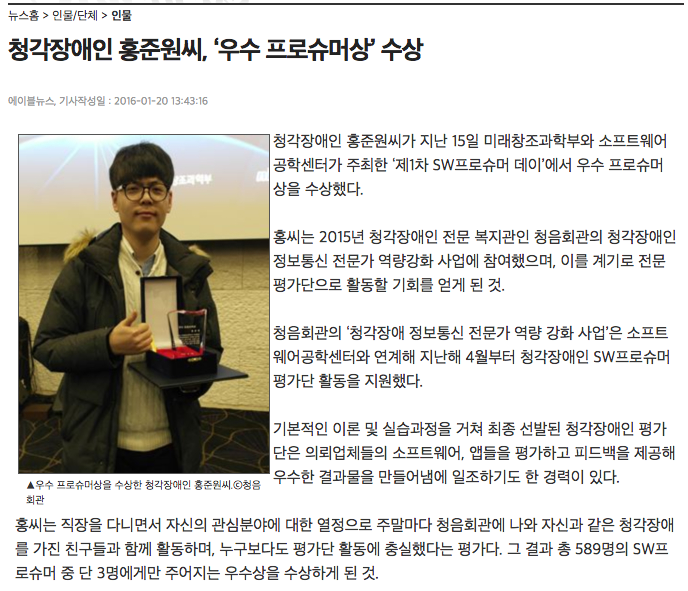 뉴스홈 > 인물/단체 > 인물
청각장애인 홍준원씨, ‘우수 프로슈머상’ 수상
에이블뉴스, 기사작성일 : 2016-01-20 13:43:16
청각장애인 홍준원씨가 지난 15일 미래창조과학부와 소프트웨어
공학센터가 주최한 ‘제1차 SW프로슈머 데이’에서 우수 프로슈머
상을 수상했다.
홍씨는 2015년 청각장애인 전문 복지관인 청음회관의 청각장애인
정보통신 전문가 역량강화 사업에 참여했으며, 이를 계기로 전문
평가단으로 활동할 기회를 얻게 된 것.
청음회관의 ‘청각장애 정보통신 전문가 역량 강화 사업’은 소프트
웨어공학센터와 연계해 지난해 4월부터 청각장애인 SW프로슈머
평가단 활동을 지원했다.
기본적인 이론 및 실습과정을 거쳐 최종 선발된 청각장애인 평가
단은 의뢰업체들의 소프트웨어, 앱들을 평가하고 피드백을 제공해
우수한 결과물을 만들어냄에 일조하기도 한 경력이 있다.
창조과학부
▲우수 프로슈머상을 수상한 청각장애인 홍준원씨.ⓒ청음
회관
홍씨는 직장을 다니면서 자신의 관심분야에 대한 열정으로 주말마다 청음회관에 나와 자신과 같은 청각장애
를 가진 친구들과 함께 활동하며, 누구보다도 평가단 활동에 충실했다는 평가다. 그 결과 총 589명의 SW프
로슈머 중 단 3명에게만 주어지는 우수상을 수상하게 된 것.